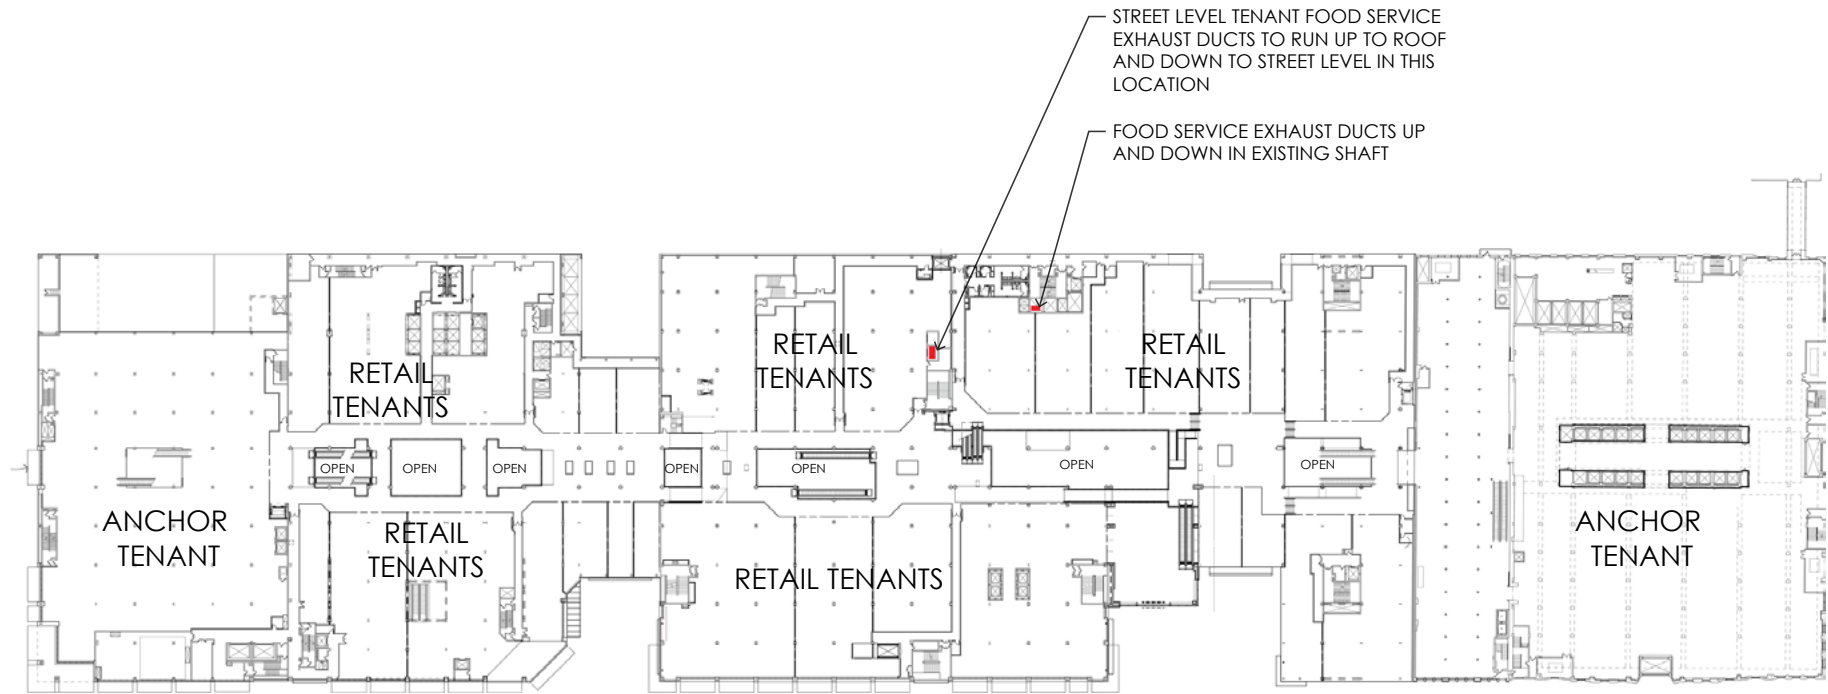 STREET LEVEL TENANT FOOD SERVICE
EXHAUST DUCTS TO RUN UP TO ROOF
AND DOWN TO STREET LEVEL IN THIS
LOCATION
FOOD SERVICE EXHAUST DUCTS UP
AND DOWN IN EXISTING SHAFT
RETAIL
TENANTS
RETAIL
TENANTS
RETAIL
TENANTS
OPEN
OPEN
OPEN
OPEN
OPEN
OPEN
OPEN
ANCHOR
TENANT
RETAIL
TENANTS
RETAIL TENANTS
ANCHOR
TENANT